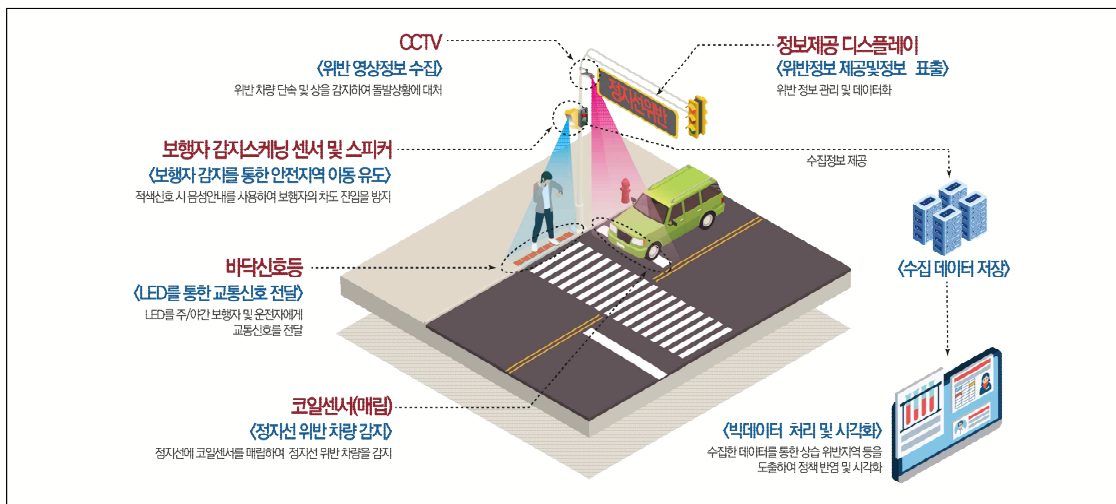 CCTV
<위반 영상정보 수집>
위반 차량 단속 및 상을 감지하여 돌발상황에 대처
정보제공 디스플레이
<위반정보 제공및정보 표출>
위반 정보 관리 및 데이터화
정지선위반
보행자 감지스케닝 센서 및 스피커
<보행자 감지를 통한 안전지역 이동 유도>
적색신호 시 음성안내를 사용하여 보행자의 차도 진입을 방지
수집정보 제공
<수집 데이터 저장>
바닥신호등
<LED를 통한 교통신호 전달>
LED를 주/야간 보행자 및 운전자에게
교통신호를 전달
코일센서(매립)
<정지선 위반 차량 감지>
정지선에 코일센서를 매립하여 정지선 위반 차량을 감지
<빅데이터 처리 및 시각화>
수집한 데이터를 통한 상습 위반지역 등을
도출하여 정책 반영 및 시각화